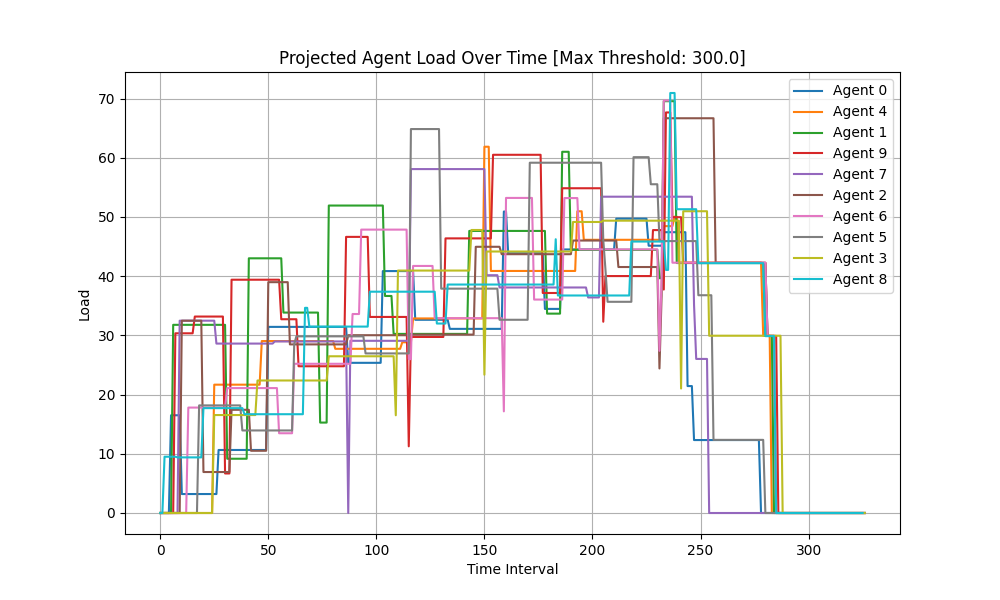 Projected Agent Load Over Time [Max Threshold: 300.0]
Load
70
60
50
40
30
20
10
0
0 50 100 150 200 250 300
Time Interval
Agent 0
Agent 4
Agent 1
Agent 9
Agent 7
Agent 2
Agent 6
Agent 5
Agent 3
Agent 8